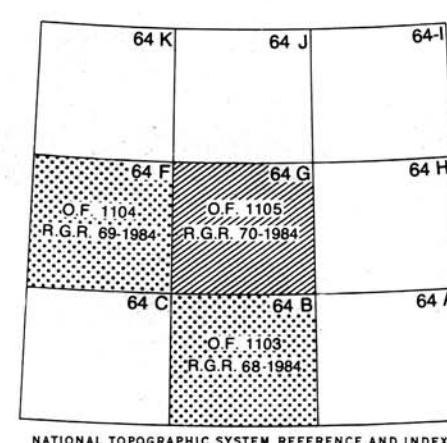 64 K
64 J
64-I
64 F
64 G
64 H
O.F. 1104
R.G.R. 69-1984
O.F. 1105
R.G.R. 70-1984
64 C
64 B
64 A
O.F. 1103
R.G.R. 68-1984
NATIONAL TOPOGRAPHIC SYSTEM REFERENCE AND INDEX